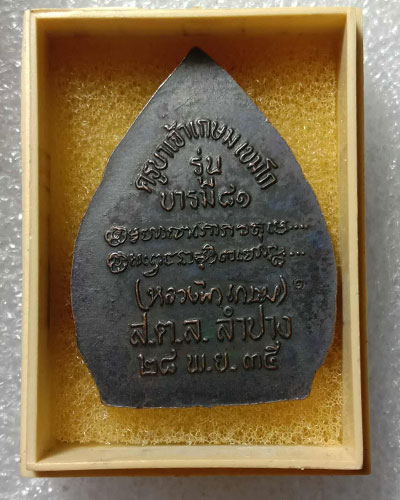 ครูบาเจ้าเกษม เขมโก
รุ่น
บารมี๘๑
(หลวงพ่อเกษม)
ส.ต.ล. ลำปาง
๒๘ พ.ย. ๓๕